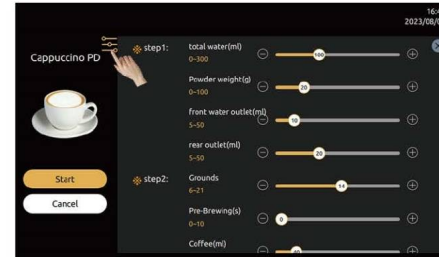 16:4
2023/08/0
Cappuccino PD
step1:
total water(ml)
0~300
100
Powder weight(g)
0~100
20
front water outlet(ml)
5~50
10
rear outlet(ml)
5~50
20
Start
Cancel
step2:
Grounds
6~21
14
Pre-Brewing(s)
0~10
0
Coffee(ml)